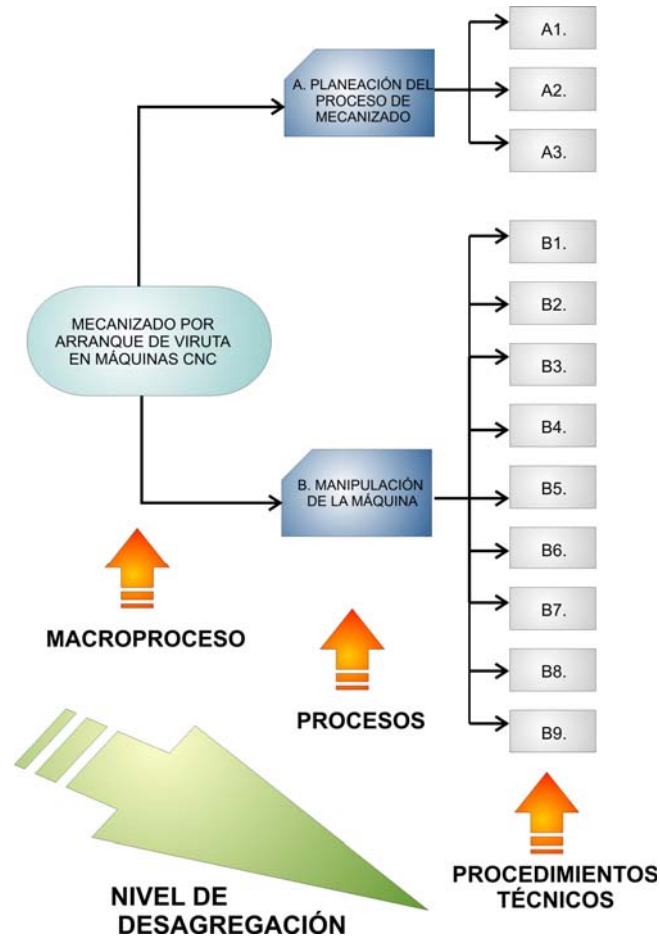 A. PLANEACIÓN DEL
PROCESO DE
MECANIZADO
A1.
A2.
A3.
MECANIZADO POR
ARRANQUE DE VIRUTA
EN MÁQUINAS CNC
B. MANIPULACIÓN
DE LA MÁQUINA
B1.
B2.
B3.
B4.
B5.
B6.
B7.
B8.
B9.
MACROPROCESO
PROCESOS
PROCEDIMIENTOS
TÉCNICOS
NIVEL DE
DESAGREGACIÓN